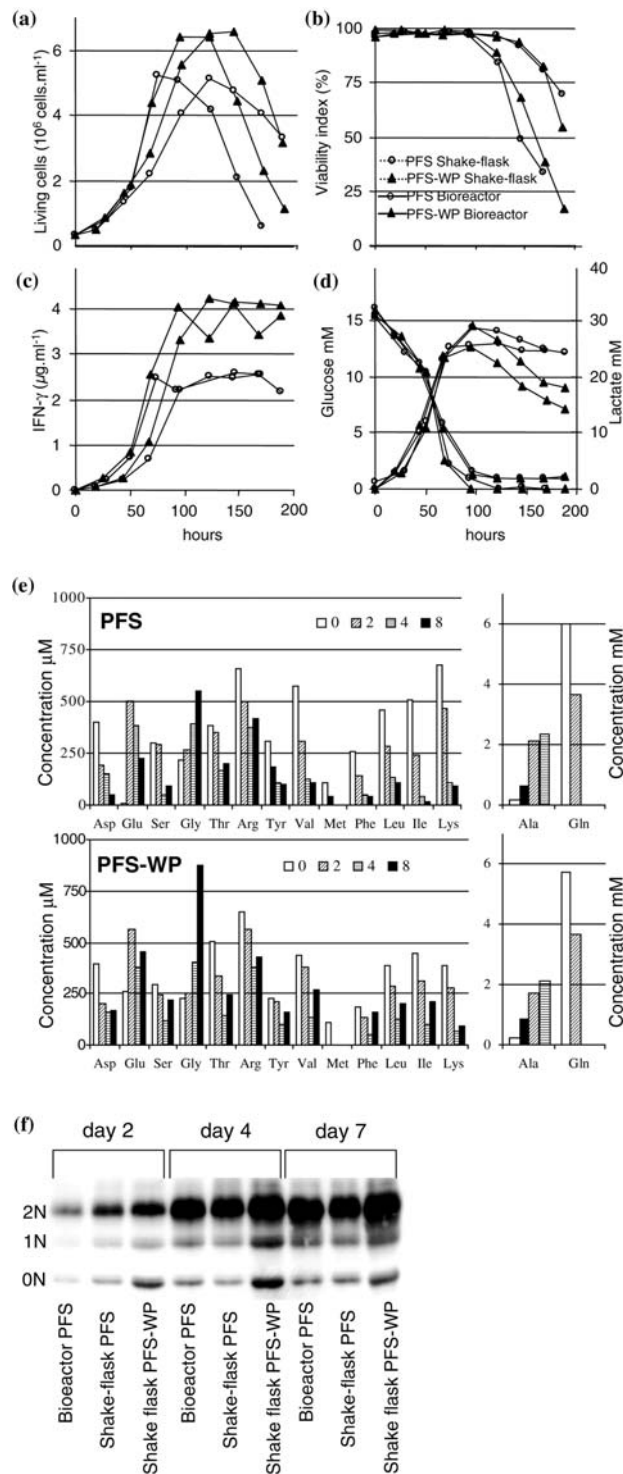 (a)
Living cells (10⁶ cells.ml⁻¹)
6
4
2
0
(b)
Viability index (%)
100
75
50
25
0
PFS Shake-flask
PFS-WP Shake-flask
PFS Bioreactor
PFS-WP Bioreactor
(c)
IFN-γ (µg.ml⁻¹)
4
3
2
1
0
0 50 100 150 200
hours
(d)
Glucose mM
15
10
5
0
40
30
20
10
0
Lactate mM
0 50 100 150 200
hours
(e)
Concentration µM
1000
750
500
250
0
PFS
0 2 4 8
Asp Glu Ser Gly Thr Arg Tyr Val Met Phe Leu Ile Lys
6
4
2
0
Concentration mM
Ala Gln
Concentration µM
1000
750
500
250
0
PFS-WP
0 2 4 8
Asp Glu Ser Gly Thr Arg Tyr Val Met Phe Leu Ile Lys
6
4
2
0
Concentration mM
Ala Gln
(f)
day 2 day 4 day 7
2N
1N
0N
Bioeactor PFS
Shake-flask PFS
Shake flask PFS-WP
Bioeactor PFS
Shake-flask PFS
Shake flask PFS-WP
Bioeactor PFS
Shake-flask PFS
Shake flask PFS-WP